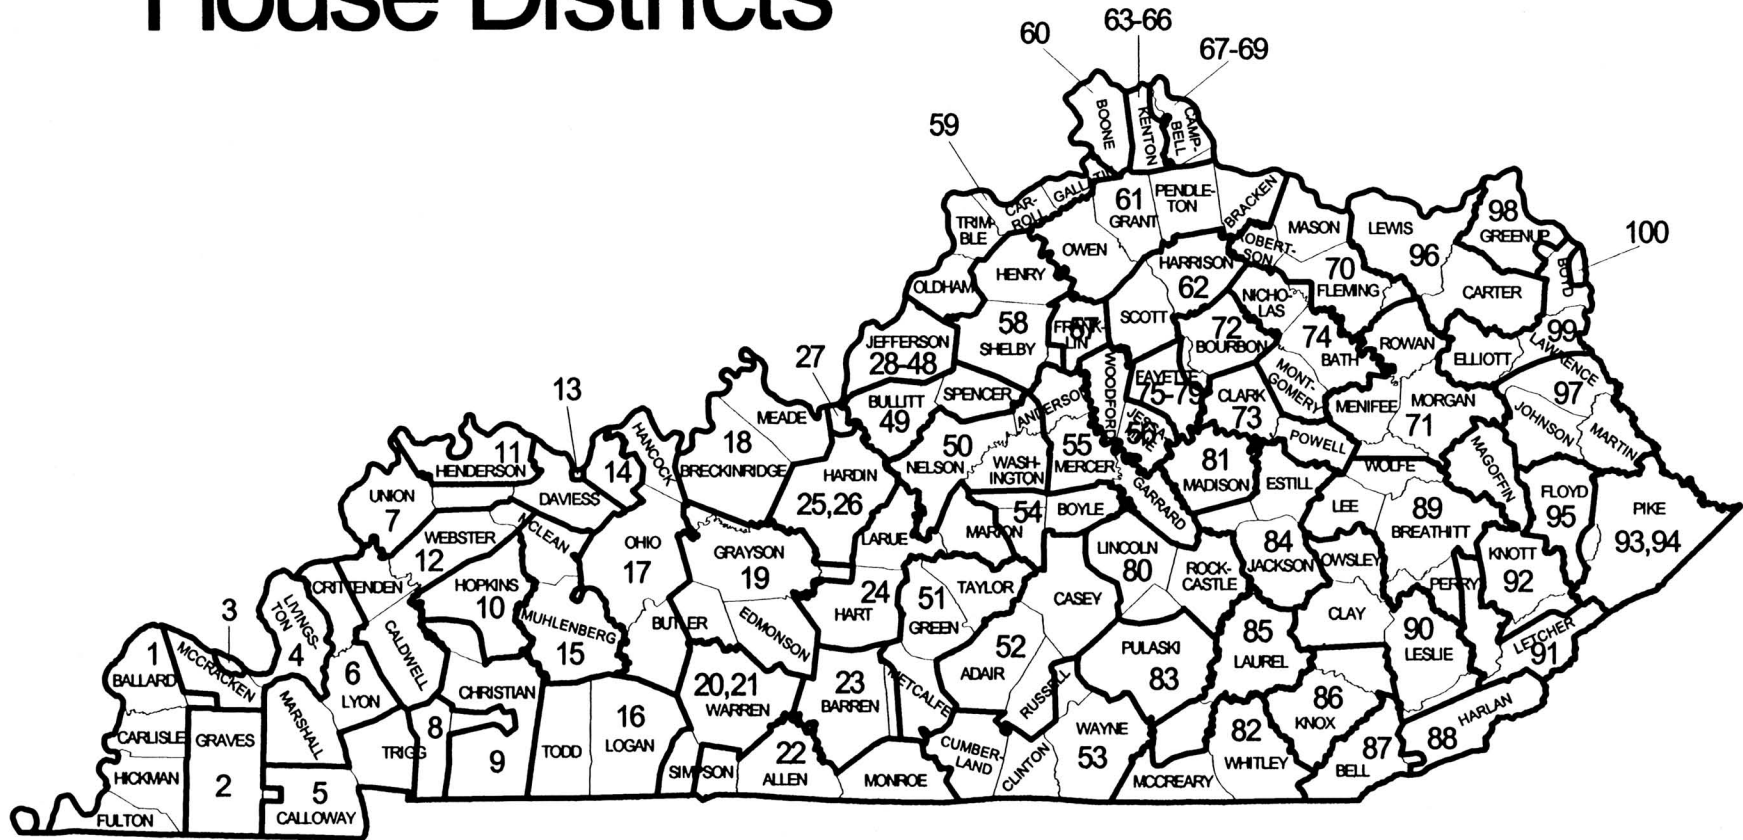 House Districts
60
63-66
67-69
59
BOONE
KENTON
CAMP-
BELL
TRIM-
BLE
CAR-
ROLL
GALL
TIN
61
GRANT
PENDLE-
TON
BRACKEN
OWEN
MASON
ROBERT-
SON
LEWIS
96
98
GREENUP
100
BOYD
CARTER
HENRY
OLDHAM
HARRISON
62
70
FLEMING
NICHO-
LAS
58
SHELBY
FRANK-
LIN
57
SCOTT
72
BOURBON
74
BATH
ROWAN
ELLIOTT
99
LAWRENCE
27
JEFFERSON
28-48
WOODFORD
FAYETTE
75-79
MONT-
GOMERY
CLARK
73
MENIFEE
MORGAN
71
97
JOHNSON
MARTIN
13
MEADE
BULLITT
49
SPENCER
ANDERSON
JESSA-
MINE
56
POWELL
MAGOFFIN
11
HENDERSON
14
HANCOCK
18
BRECKINRIDGE
HARDIN
25,26
50
NELSON
WASH-
INGTON
55
MERCER
GARRARD
81
MADISON
ESTILL
WOLFE
LEE
89
BREATHITT
FLOYD
95
PIKE
93,94
UNION
7
DAVIESS
WEBSTER
12
MCLEAN
OHIO
17
GRAYSON
19
LARUE
MARION
54
BOYLE
LINCOLN
80
ROCK-
CASTLE
84
JACKSON
OWSLEY
PERRY
KNOTT
92
CRITTENDEN
HOPKINS
10
MUHLENBERG
15
BUTLER
EDMONSON
24
HART
51
GREEN
TAYLOR
CASEY
CLAY
3
LIVINGS-
TON
4
CALDWELL
PULASKI
83
85
LAUREL
90
LESLIE
LETCHER
91
1
BALLARD
MCCRACKEN
6
LYON
CHRISTIAN
20,21
WARREN
23
BARREN
METCALFE
52
ADAIR
RUSSELL
86
KNOX
HARLAN
88
CARLISLE
GRAVES
2
MARSHALL
TRIGG
8
9
TODD
16
LOGAN
SIMPSON
22
ALLEN
MONROE
CUMBER-
LAND
CLINTON
WAYNE
53
MCCREARY
82
WHITLEY
87
BELL
HICKMAN
FULTON
5
CALLOWAY